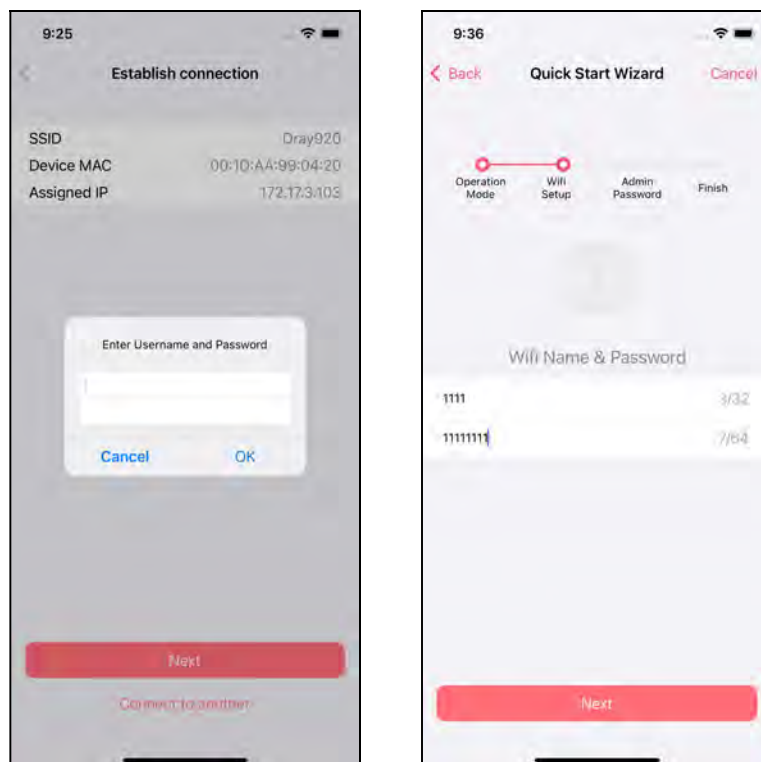 9:25
Establish connection
SSID Dray920
Device MAC 00:10:AA:99:04:20
Assigned IP 172.17.3.103
Enter Username and Password
Cancel OK
Next
Connect to another
9:36
Back Quick Start Wizard Cancel
Operation Mode
Wifi Setup
Admin Password
Finish
Wifi Name & Password
1111 3/32
11111111 7/64
Next